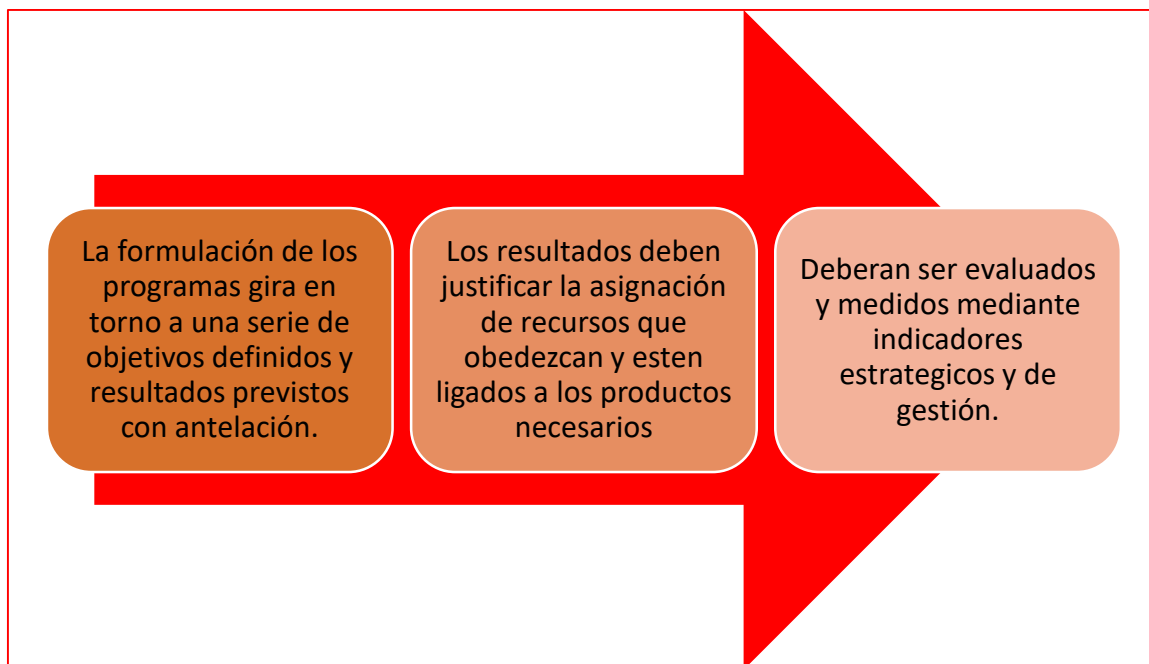 La formulación de los
programas gira en
torno a una serie de
objetivos definidos y
resultados previstos
con antelación.
Los resultados deben
justificar la asignación
de recursos que
obedezcan y esten
ligados a los productos
necesarios
Deberan ser evaluados
y medidos mediante
indicadores
estrategicos y de
gestión.